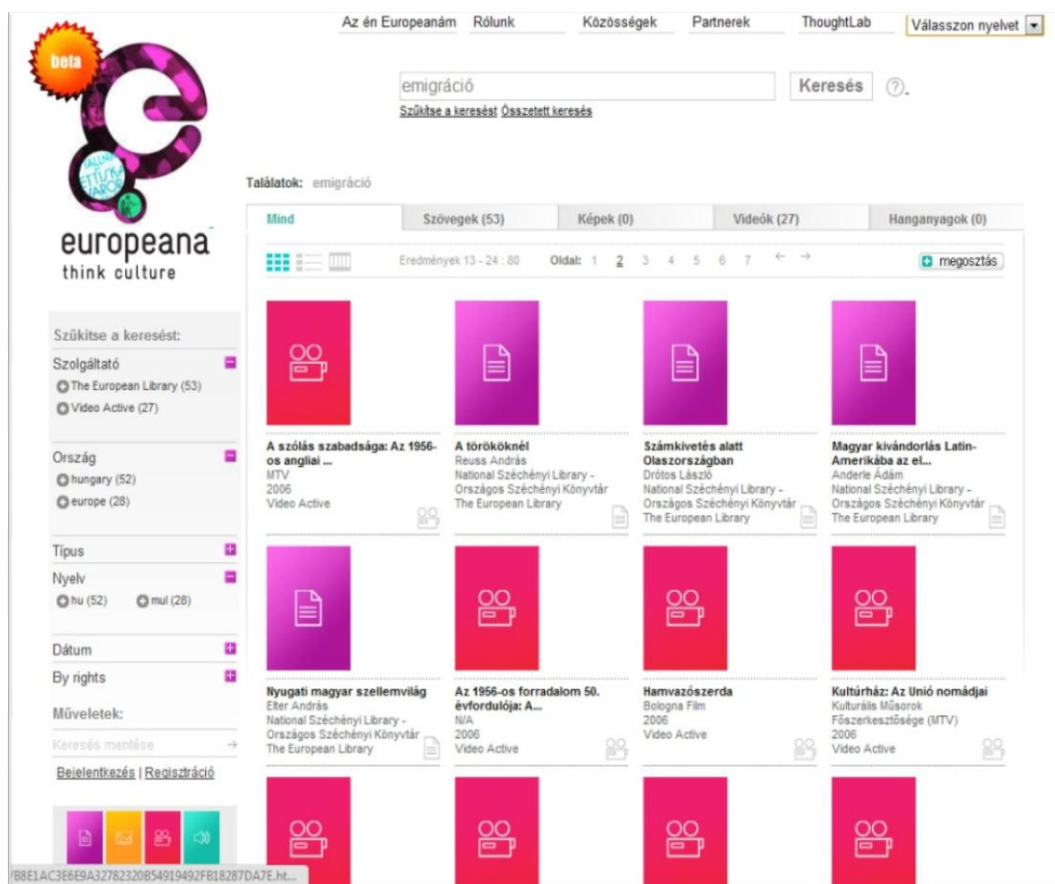 Az én Europeanám Rólunk Közösségek Partnerek ThoughtLab Válasszon nyelvet
beta
emigráció Keresés ?
Szűkítse a keresést Összetett keresés
Találatok: emigráció
europeana
think culture
Mind Szövegek (53) Képek (0) Videók (27) Hanganyagok (0)
Eredmények 13 - 24 : 80 Oldal: 1 2 3 4 5 6 7 ← → megosztás
Szűkítse a keresést:
Szolgáltató
The European Library (53)
Video Active (27)
Ország
hungary (52)
europe (28)
Típus
Nyelv
hu (52) mul (28)
Dátum
By rights
Műveletek:
Keresés mentése →
Bejelentkezés | Regisztráció
A szólás szabadsága: Az 1956-
os angliai ...
MTV
2006
Video Active
A törököknél
Reuss András
National Széchényi Library -
Országos Széchényi Könyvtár
The European Library
Számkivetés alatt
Olaszországban
Drótos László
National Széchényi Library -
Országos Széchényi Könyvtár
The European Library
Magyar kivándorlás Latin-
Amerikába az el...
Anderle Ádám
National Széchényi Library -
Országos Széchényi Könyvtár
The European Library
Nyugati magyar szellemvilág
Elter András
National Széchényi Library -
Országos Széchényi Könyvtár
The European Library
Az 1956-os forradalom 50.
évfordulója: A...
N/A
2006
Video Active
Hamvazószerda
Bologna Film
2006
Video Active
Kultúrház: Az Unió nomádjai
Kulturális Műsorok
Főszerkesztősége (MTV)
2006
Video Active
/B8E1AC3E6E9A32782320B54919492FB18287DA7E.ht...